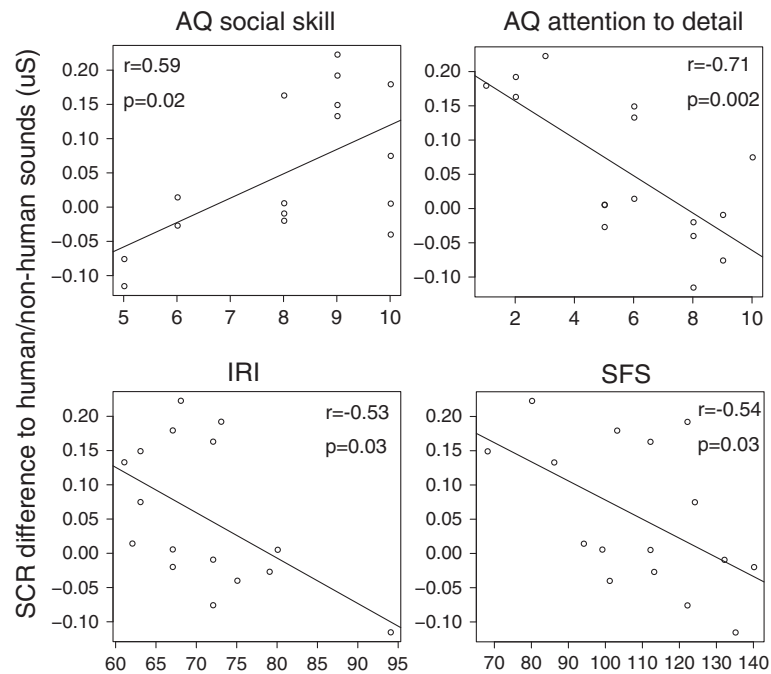 AQ social skill
AQ attention to detail
SCR difference to human/non-human sounds (uS)
r=0.59
p=0.02
0.20
0.15
0.10
0.05
0.00
−0.05
−0.10
5 6 7 8 9 10
r=-0.71
p=0.002
0.20
0.15
0.10
0.05
0.00
−0.05
−0.10
2 4 6 8 10
IRI
SFS
r=-0.53
p=0.03
0.20
0.15
0.10
0.05
0.00
−0.05
−0.10
60 65 70 75 80 85 90 95
r=-0.54
p=0.03
0.20
0.15
0.10
0.05
0.00
−0.05
−0.10
70 80 90 100 110 120 130 140